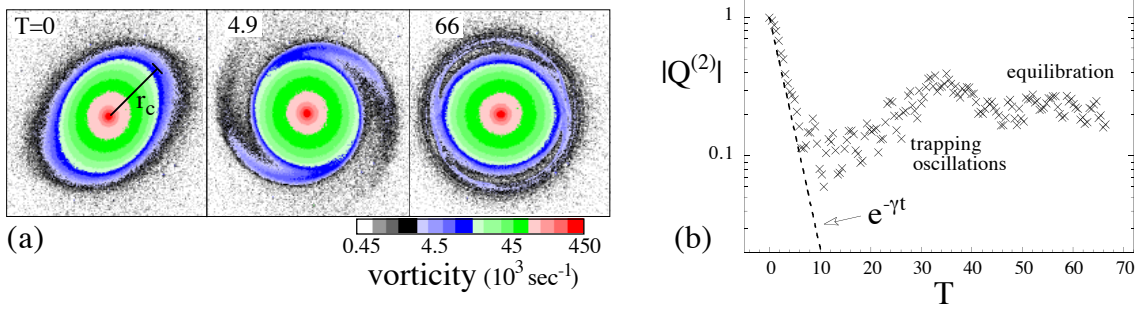 T=0
4.9
66
r_c
0.45 4.5 45 450
vorticity (10³ sec⁻¹)
(a)
|Q⁽²⁾|
1
0.1
equilibration
trapping
oscillations
e^{-γt}
0 10 20 30 40 50 60 70
T
(b)